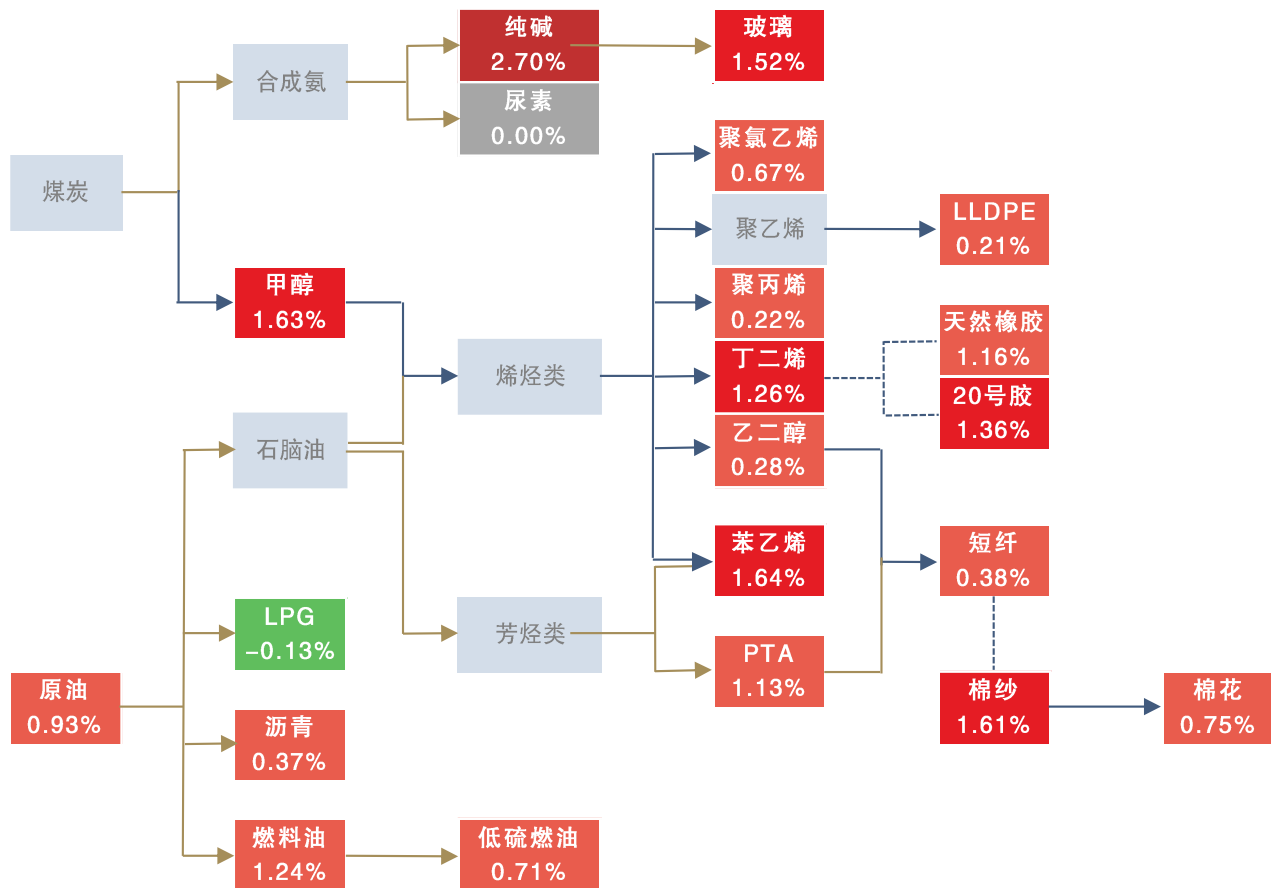 纯碱
2.70%
玻璃
1.52%
合成氨
尿素
0.00%
聚氯乙烯
0.67%
煤炭
聚乙烯
LLDPE
0.21%
甲醇
1.63%
聚丙烯
0.22%
天然橡胶
1.16%
烯烃类
丁二烯
1.26%
20号胶
1.36%
石脑油
乙二醇
0.28%
苯乙烯
1.64%
短纤
0.38%
LPG
−0.13%
芳烃类
PTA
1.13%
原油
0.93%
棉纱
1.61%
棉花
0.75%
沥青
0.37%
燃料油
1.24%
低硫燃油
0.71%